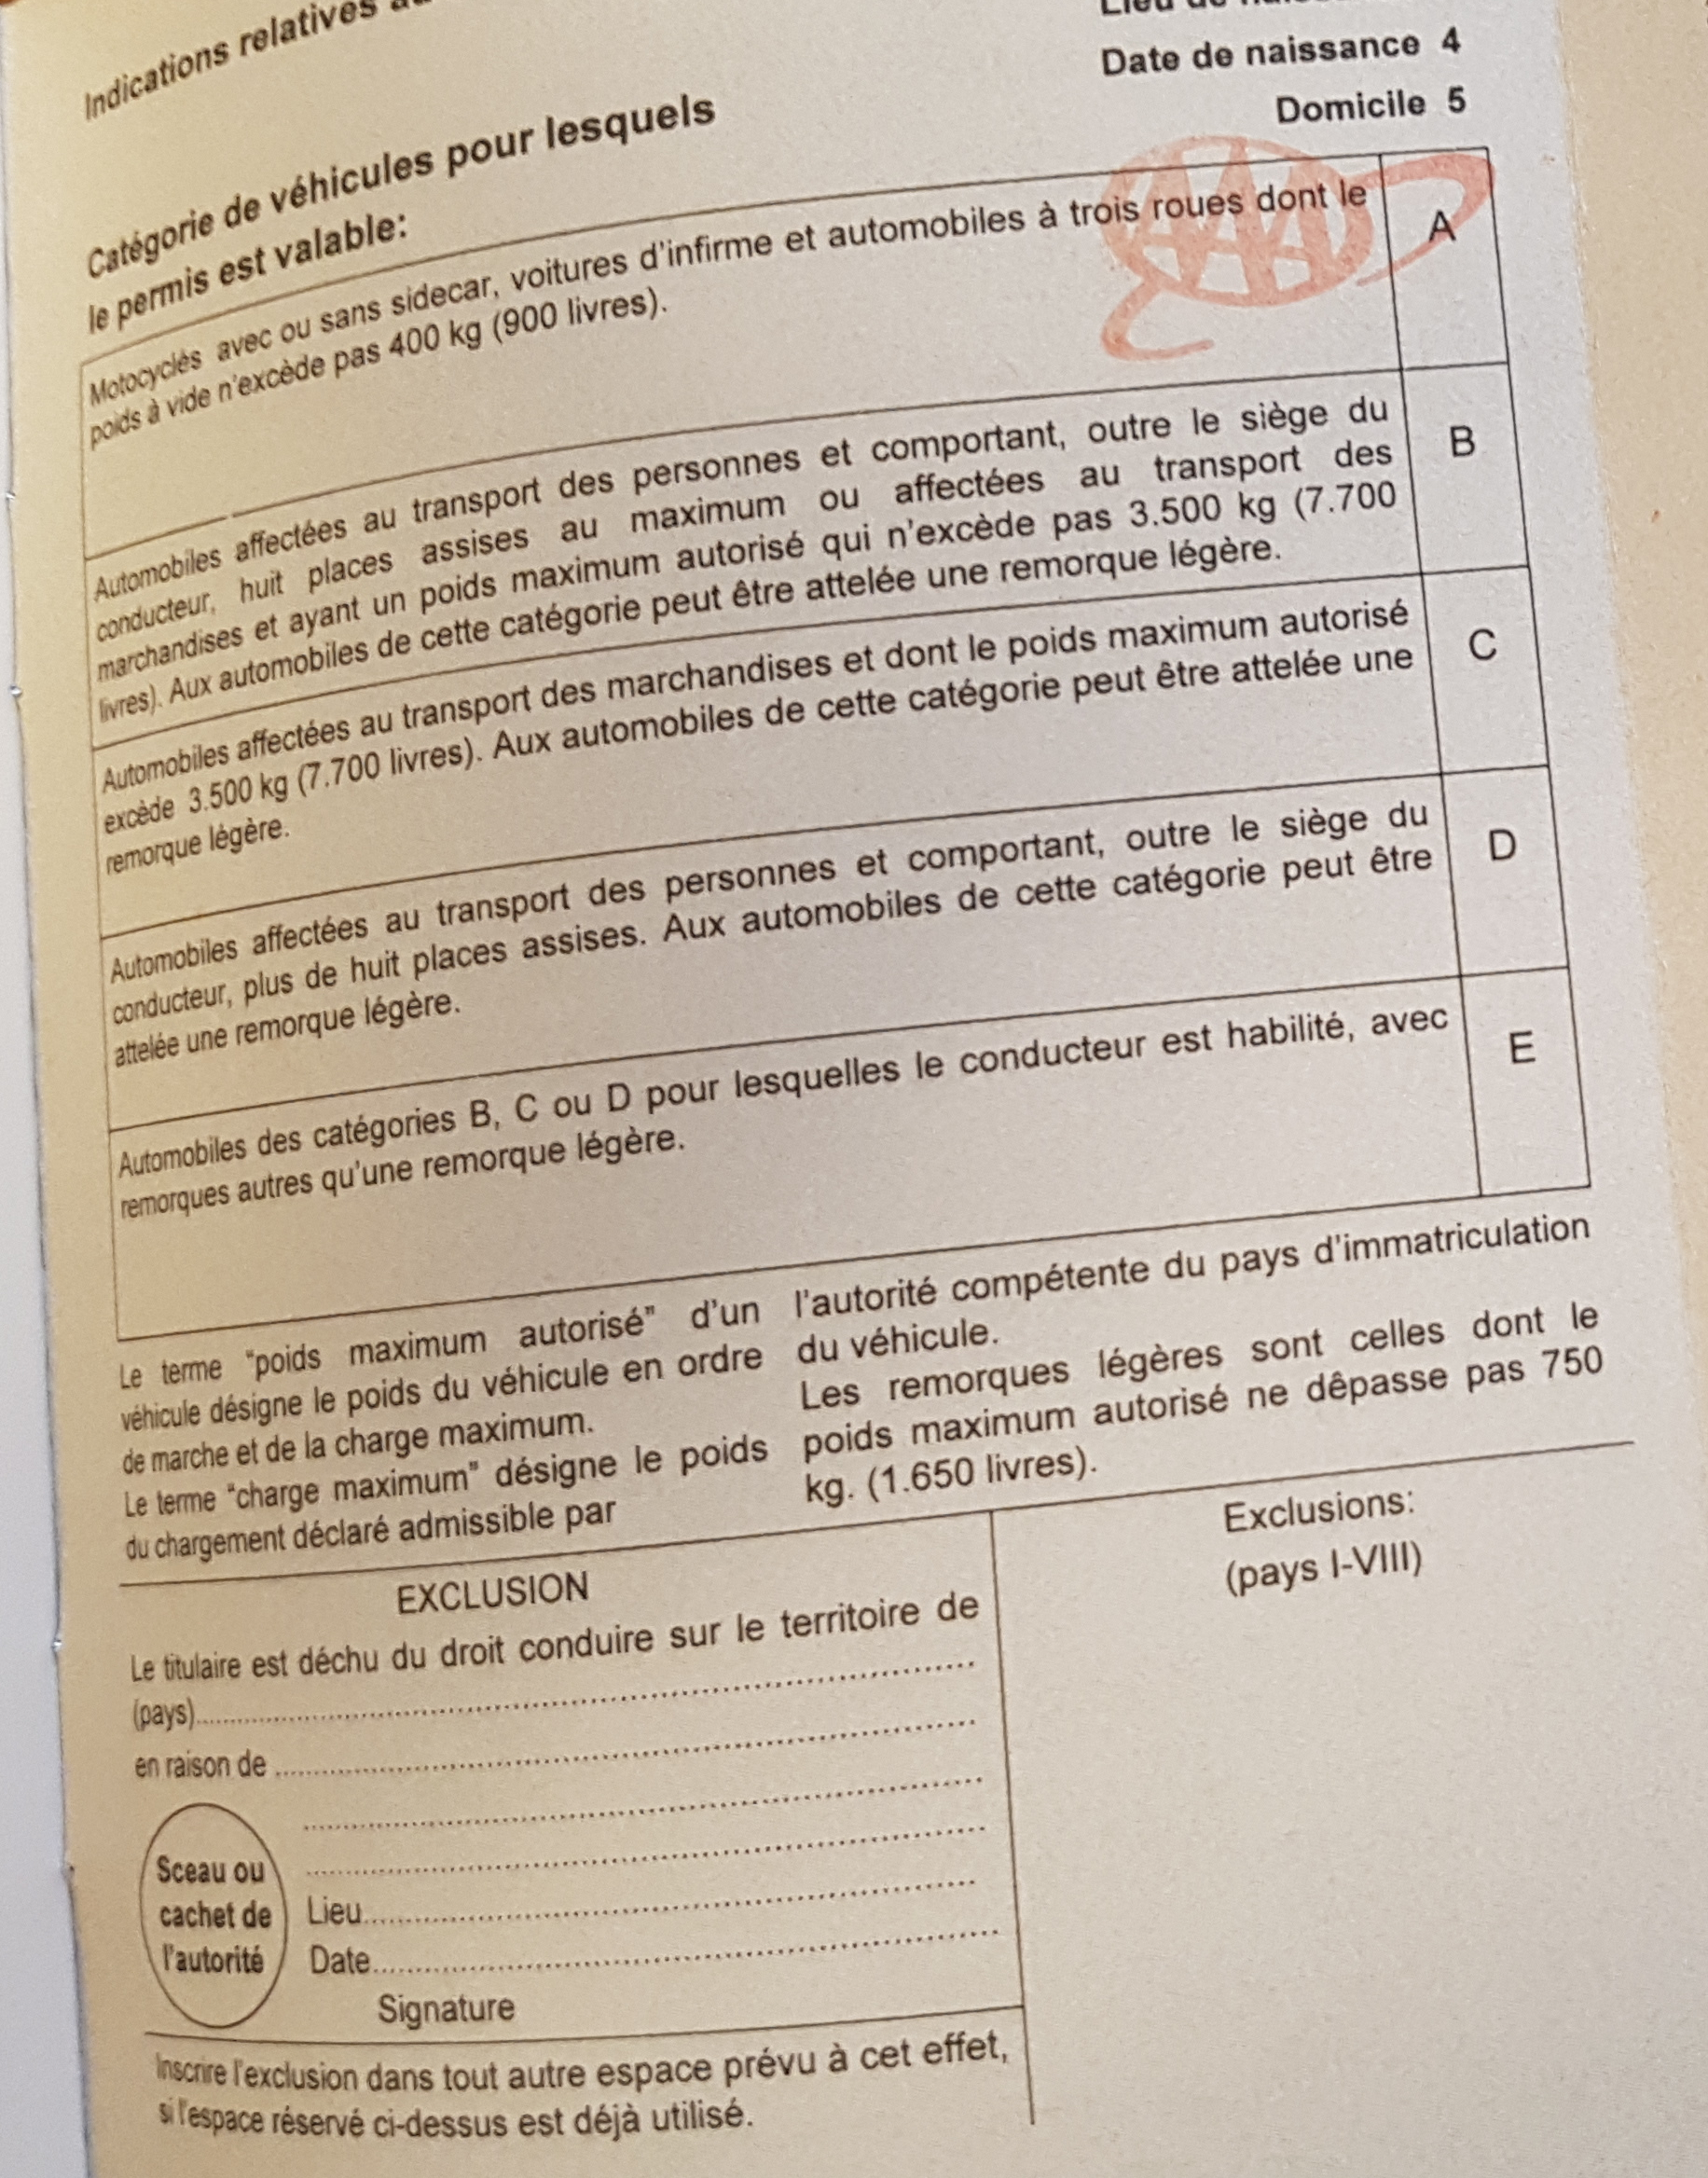 Indications relatives
Lieu de
Date de naissance 4
Domicile 5
Catégorie de véhicules pour lesquels
le permis est valable:
AAA
Motocyclés avec ou sans sidecar, voitures d'infirme et automobiles à trois roues dont le
poids à vide n'excède pas 400 kg (900 livres).
A
Automobiles affectées au transport des personnes et comportant, outre le siège du
conducteur, huit places assises au maximum ou affectées au transport des
marchandises et ayant un poids maximum autorisé qui n'excède pas 3.500 kg (7.700
livres). Aux automobiles de cette catégorie peut être attelée une remorque légère.
B
Automobiles affectées au transport des marchandises et dont le poids maximum autorisé
excède 3.500 kg (7.700 livres). Aux automobiles de cette catégorie peut être attelée une
remorque légère.
C
Automobiles affectées au transport des personnes et comportant, outre le siège du
conducteur, plus de huit places assises. Aux automobiles de cette catégorie peut être
attelée une remorque légère.
D
Automobiles des catégories B, C ou D pour lesquelles le conducteur est habilité, avec
remorques autres qu'une remorque légère.
E
Le terme “poids maximum autorisé” d'un
véhicule désigne le poids du véhicule en ordre
de marche et de la charge maximum.
Le terme “charge maximum” désigne le poids
du chargement déclaré admissible par
l'autorité compétente du pays d'immatriculation
du véhicule.
Les remorques légères sont celles dont le
poids maximum autorisé ne dêpasse pas 750
kg. (1.650 livres).
EXCLUSION
Le titulaire est déchu du droit conduire sur le territoire de
(pays)
en raison de
Sceau ou
cachet de
l'autorité
Lieu
Date
Signature
Inscrire l'exclusion dans tout autre espace prévu à cet effet,
si l'espace réservé ci-dessus est déjà utilisé.
Exclusions:
(pays I-VIII)